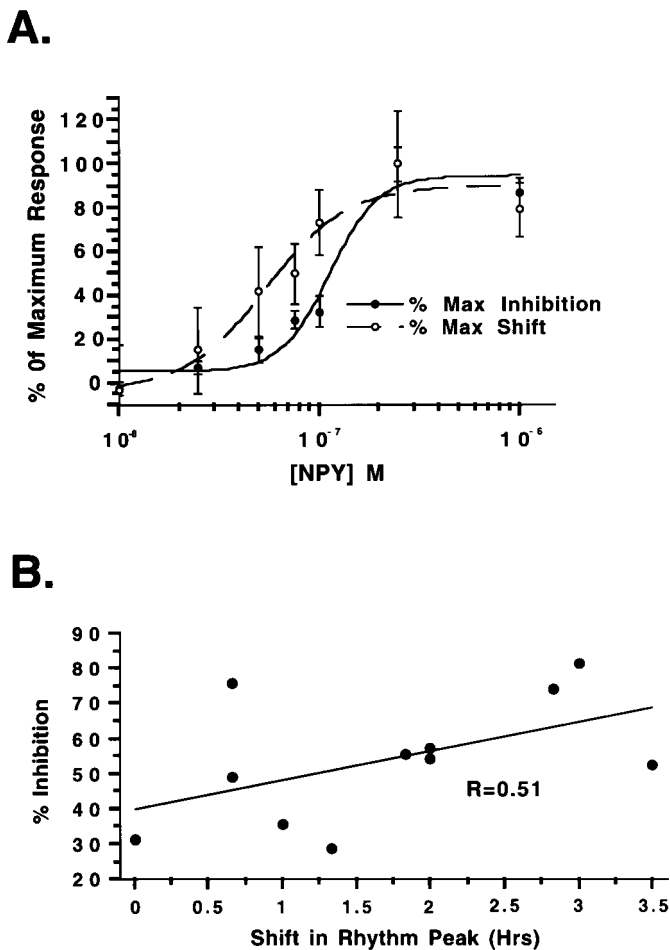 A.
% 0f Maximum Response
120
100
80
60
40
20
0
% Max Inhibition
% Max Shift
10⁻⁸
10⁻⁷
10⁻⁶
[NPY] M
B.
% Inhibition
90
80
70
60
50
40
30
20
R=0.51
0 0.5 1 1.5 2 2.5 3 3.5
Shift in Rhythm Peak (Hrs)